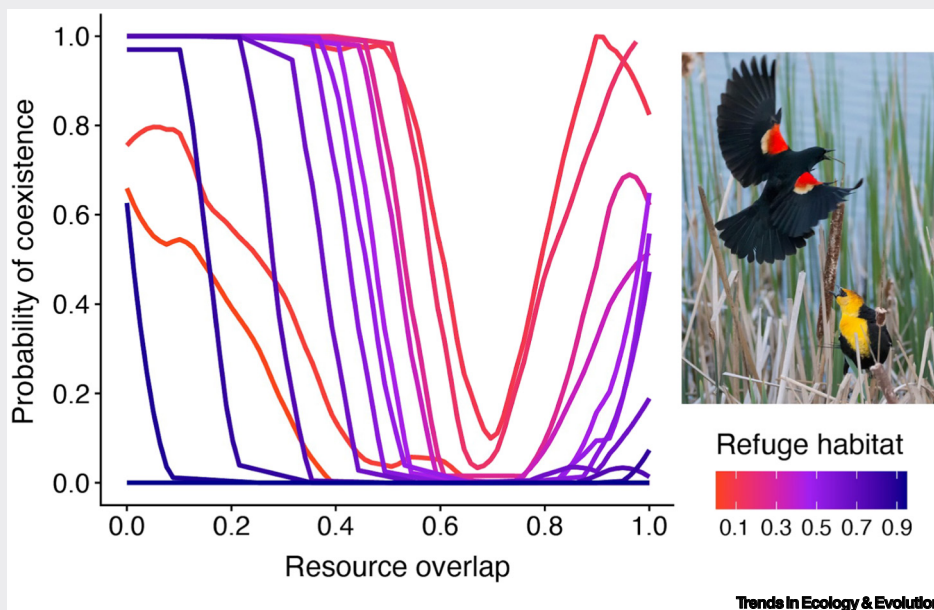 Probability of coexistence
1.0
0.8
0.6
0.4
0.2
0.0
0.0 0.2 0.4 0.6 0.8 1.0
Resource overlap
Refuge habitat
0.1 0.3 0.5 0.7 0.9
Trends in Ecology & Evolution